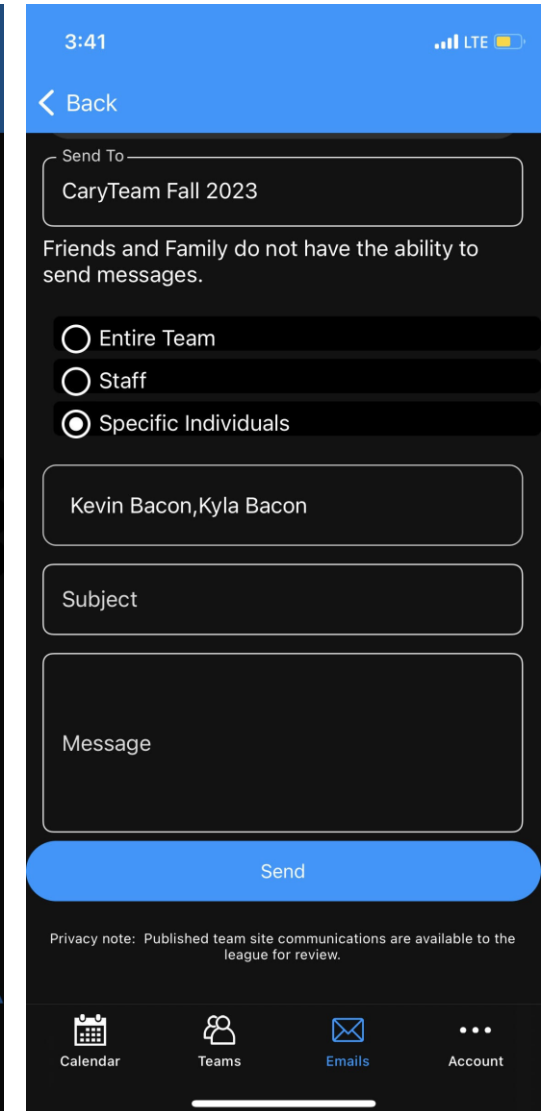 3:41
LTE
Back
Send To
CaryTeam Fall 2023
Friends and Family do not have the ability to
send messages.
Entire Team
Staff
Specific Individuals
Kevin Bacon,Kyla Bacon
Subject
Message
Send
Privacy note:  Published team site communications are available to the
league for review.
Calendar
Teams
Emails
Account